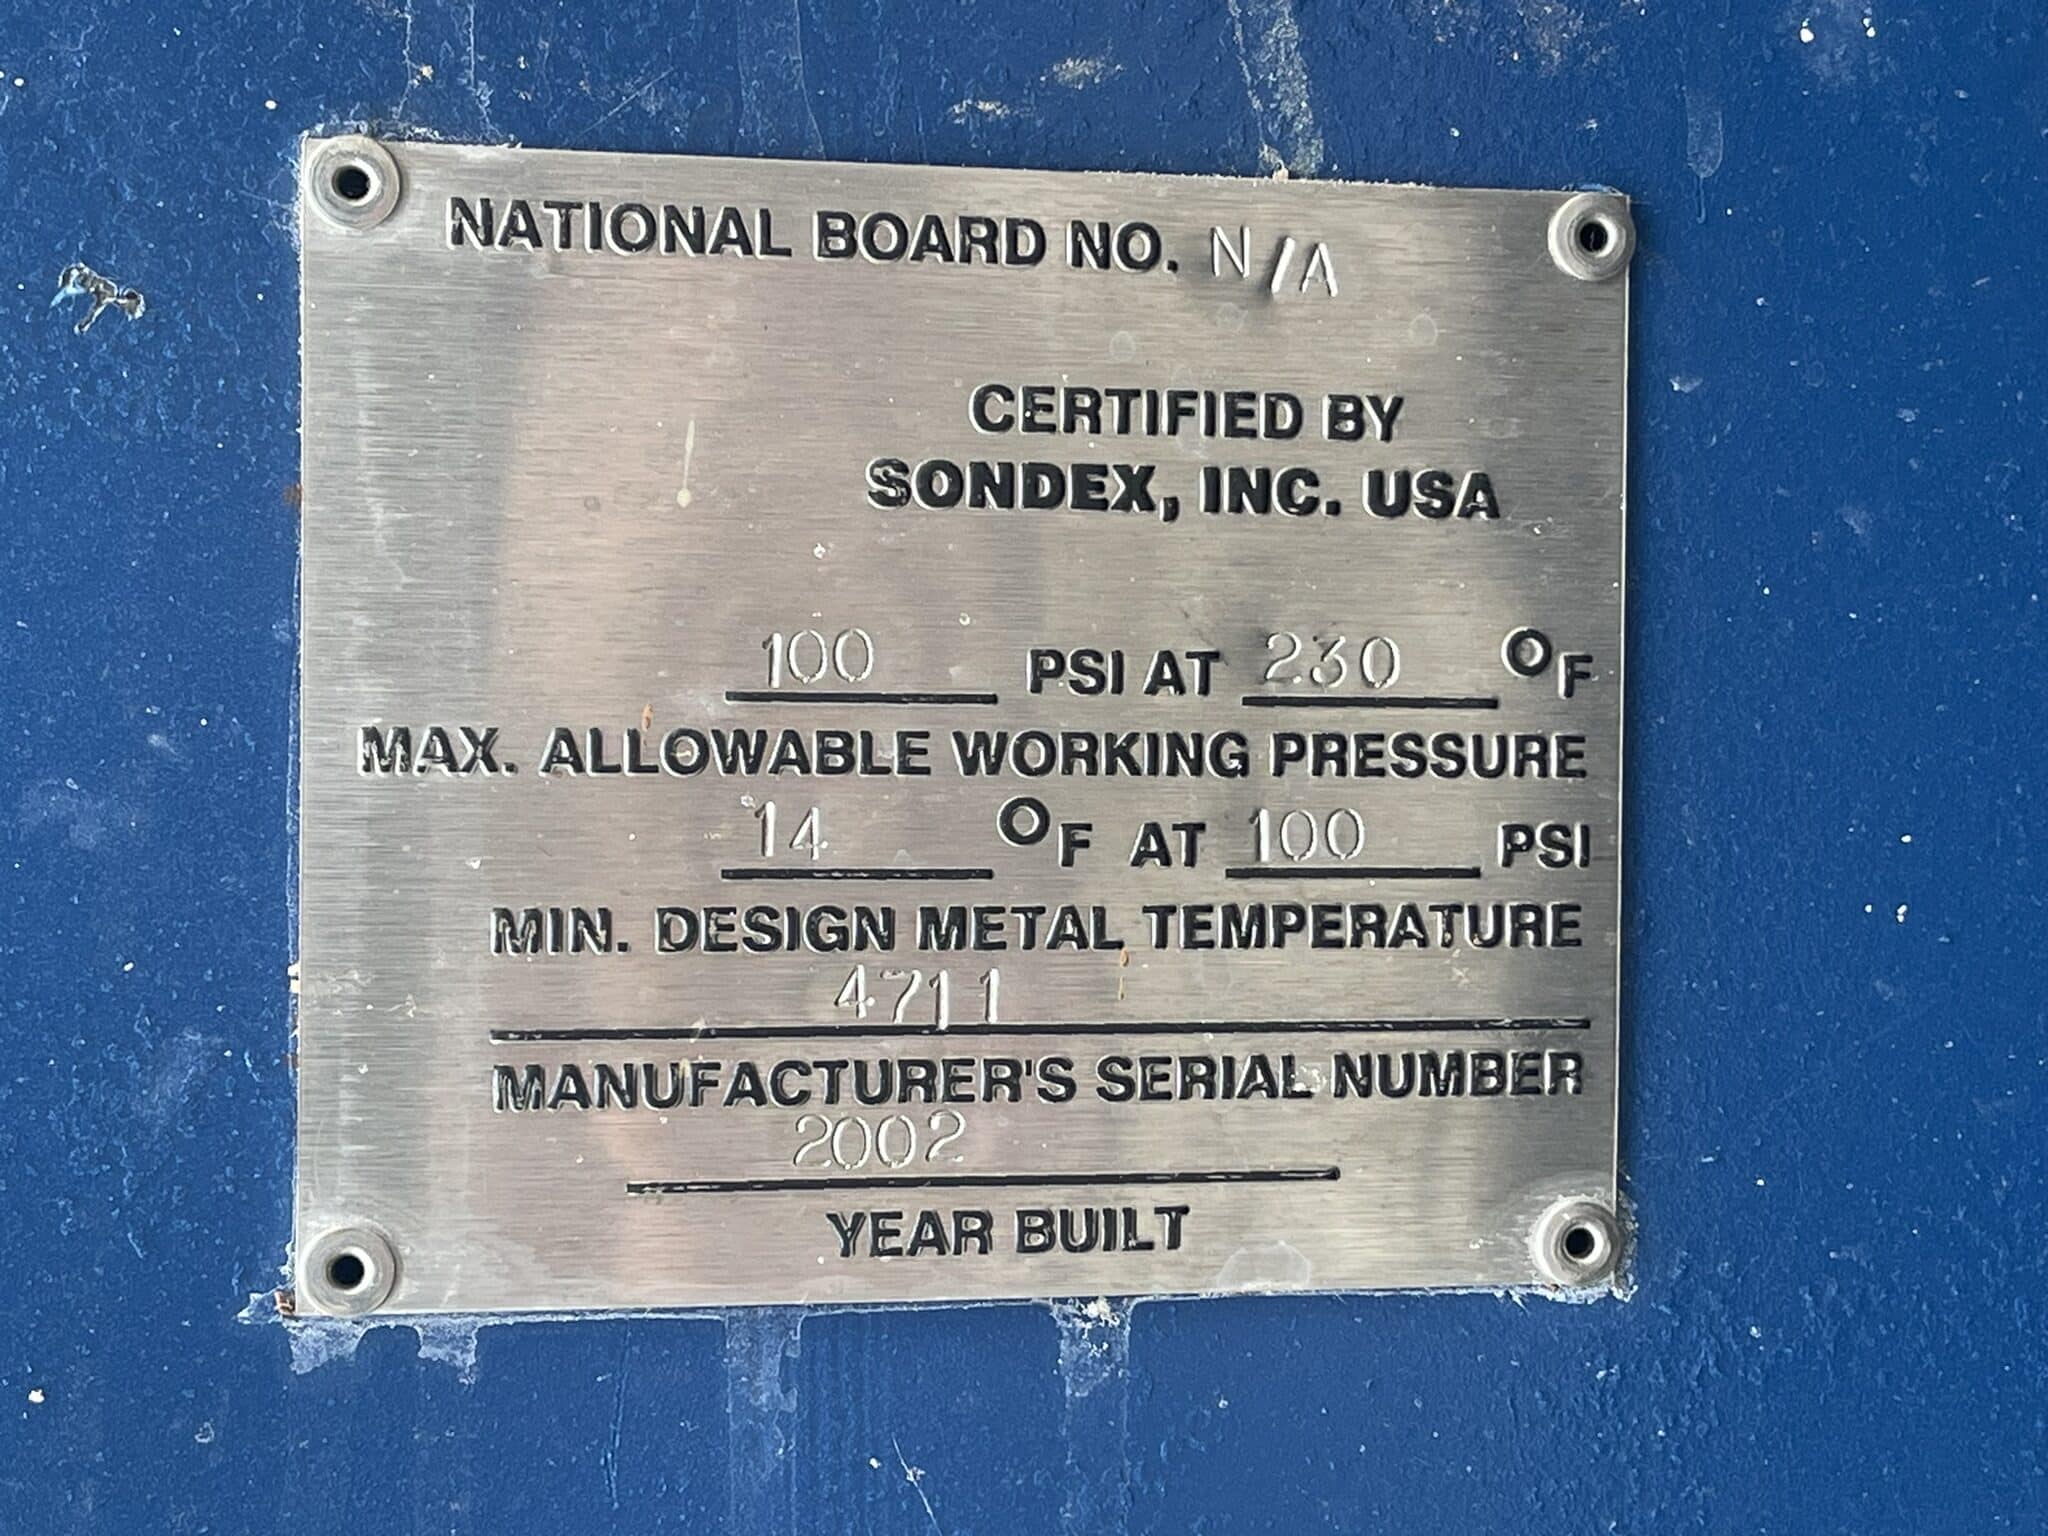 NATIONAL BOARD NO. N/A
CERTIFIED BY
SONDEX, INC. USA
100 PSI AT 230 °F
MAX. ALLOWABLE WORKING PRESSURE
14 °F AT 100 PSI
MIN. DESIGN METAL TEMPERATURE
4711
MANUFACTURER'S SERIAL NUMBER
2002
YEAR BUILT